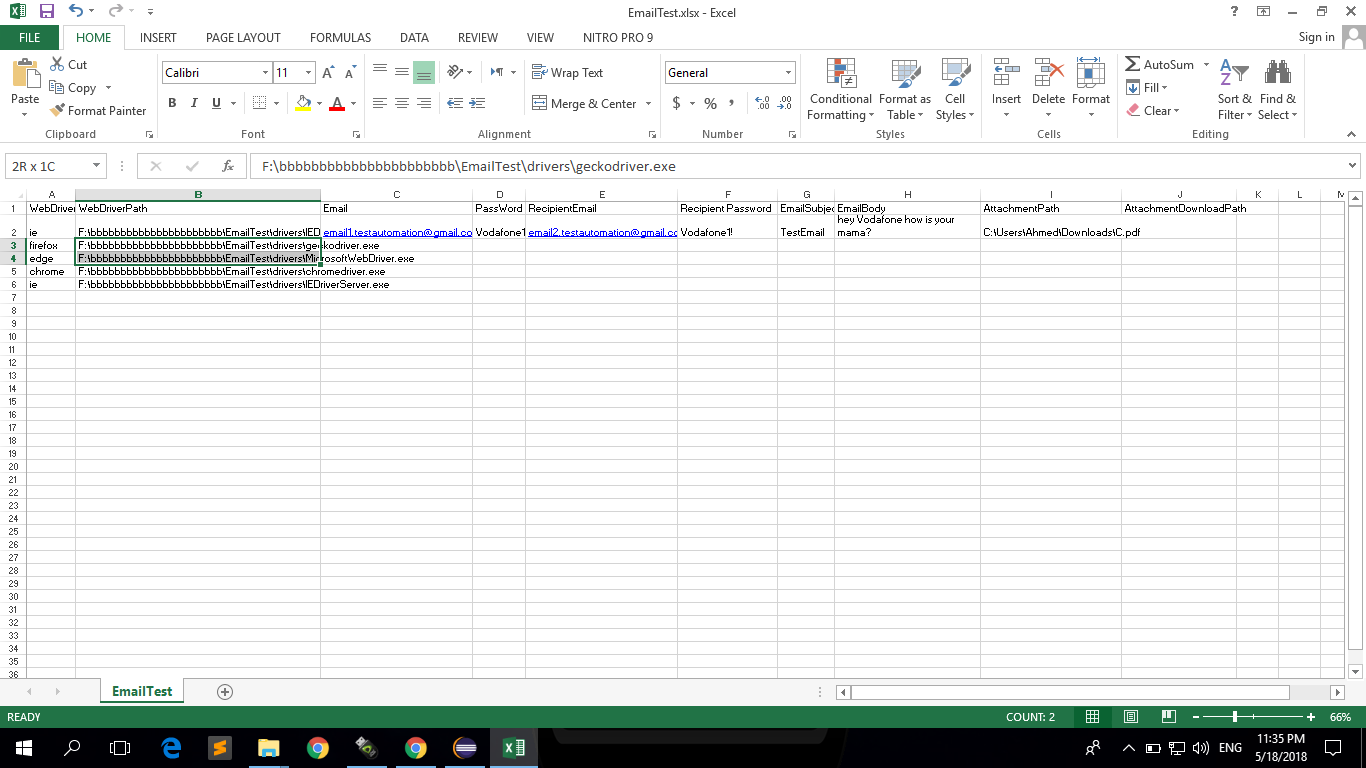 EmailTest.xlsx - Excel
FILE HOME INSERT PAGE LAYOUT FORMULAS DATA REVIEW VIEW NITRO PRO 9 Sign in
Paste
Cut
Copy
Format Painter
Clipboard
Calibri 11
B I U
Font
Wrap Text
Merge & Center
Alignment
General
$ % ,
Number
Conditional Formatting
Format as Table
Cell Styles
Styles
Insert
Delete
Format
Cells
AutoSum
Fill
Clear
Sort & Filter
Find & Select
Editing
2R x 1C fx F:\bbbbbbbbbbbbbbbbbbbbbb\EmailTest\drivers\geckodriver.exe
A B C D E F G H I J K L
1 WebDriver WebDriverPath Email PassWord RecipientEmail Recipient Password EmailSubjec EmailBody AttachmentPath AttachmentDownloadPath
2 ie F:\bbbbbbbbbbbbbbbbbbbbbb\EmailTest\drivers\IED email1.testautomation@gmail.co Vodafone1 email2.testautomation@gmail.co Vodafone1! TestEmail hey Vodafone how is your mama? C:\Users\Ahmed\Downloads\C.pdf
3 firefox F:\bbbbbbbbbbbbbbbbbbbbbb\EmailTest\drivers\geckodriver.exe
4 edge F:\bbbbbbbbbbbbbbbbbbbbbb\EmailTest\drivers\MicrosoftWebDriver.exe
5 chrome F:\bbbbbbbbbbbbbbbbbbbbbb\EmailTest\drivers\chromedriver.exe
6 ie F:\bbbbbbbbbbbbbbbbbbbbbb\EmailTest\drivers\IEDriverServer.exe
7
8
9
10
11
12
13
14
15
16
17
18
19
20
21
22
23
24
25
26
27
28
29
30
31
32
33
34
35
36
EmailTest
READY COUNT: 2 66%
ENG
11:35 PM
5/18/2018